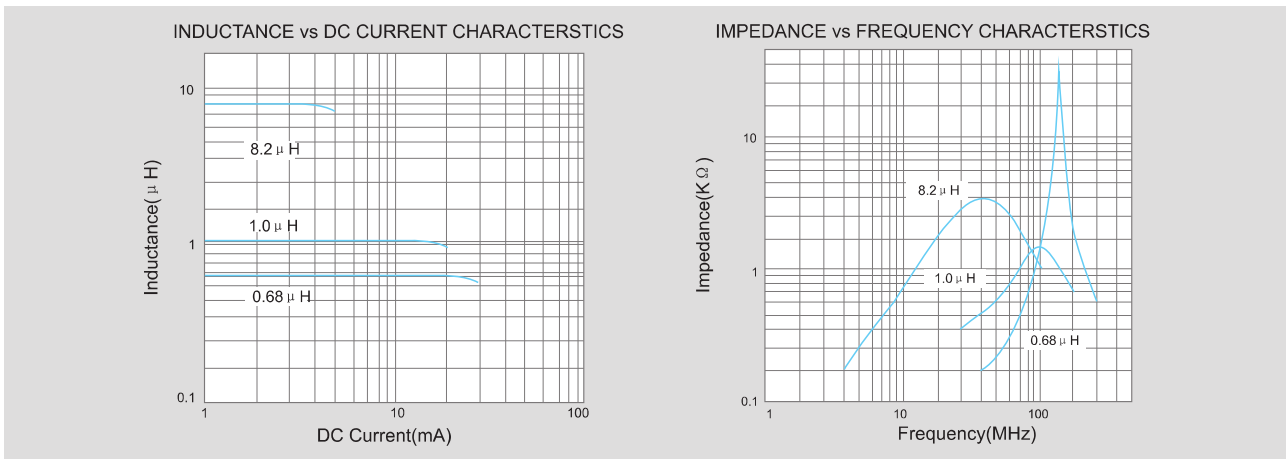 INDUCTANCE vs DC CURRENT CHARACTERSTICS
10
8.2 μ H
1.0 μ H
1
0.68 μ H
0.1
1
10
100
Inductance( μ H)
DC Current(mA)
IMPEDANCE vs FREQUENCY CHARACTERSTICS
10
8.2 μ H
1
1.0 μ H
0.68 μ H
0.1
1
10
100
Impedance(K Ω )
Frequency(MHz)